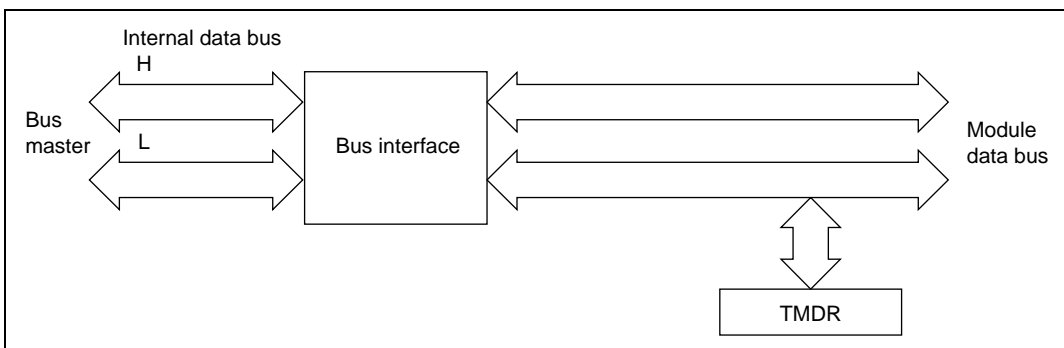 Internal data bus
H
Bus
master
L
Bus interface
Module
data bus
TMDR